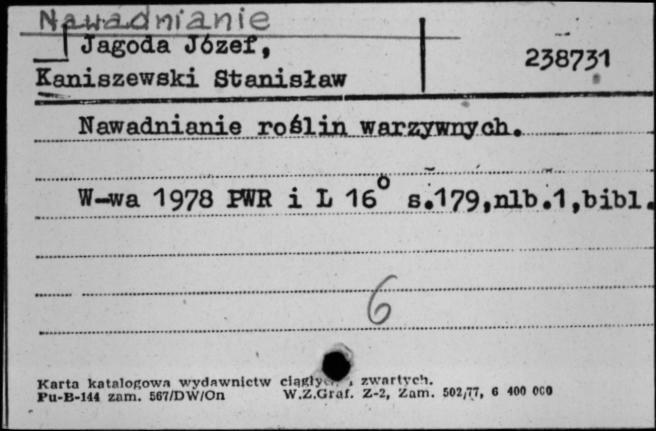 Nawadnianie
Jagoda Józef,
Kaniszewski Stanisław
238731
Nawadnianie roślin warzywnych.
W-wa 1978 PWR i L 16° s.179,nlb.1,bibl.
6
Karta katalogowa wydawnictw zwartych.
Pu-B-144 zam. 567/DW/On W.Z.Graf. Z-2, Zam. 502/77, 6 400 000